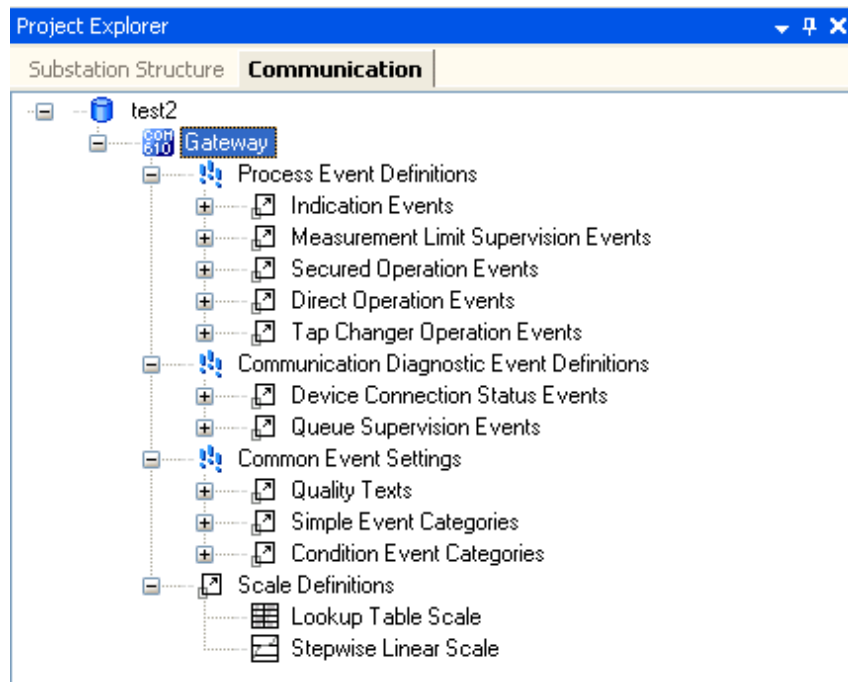 Project Explorer
Substation Structure Communication
test2
COM 610 Gateway
Process Event Definitions
Indication Events
Measurement Limit Supervision Events
Secured Operation Events
Direct Operation Events
Tap Changer Operation Events
Communication Diagnostic Event Definitions
Device Connection Status Events
Queue Supervision Events
Common Event Settings
Quality Texts
Simple Event Categories
Condition Event Categories
Scale Definitions
Lookup Table Scale
Stepwise Linear Scale